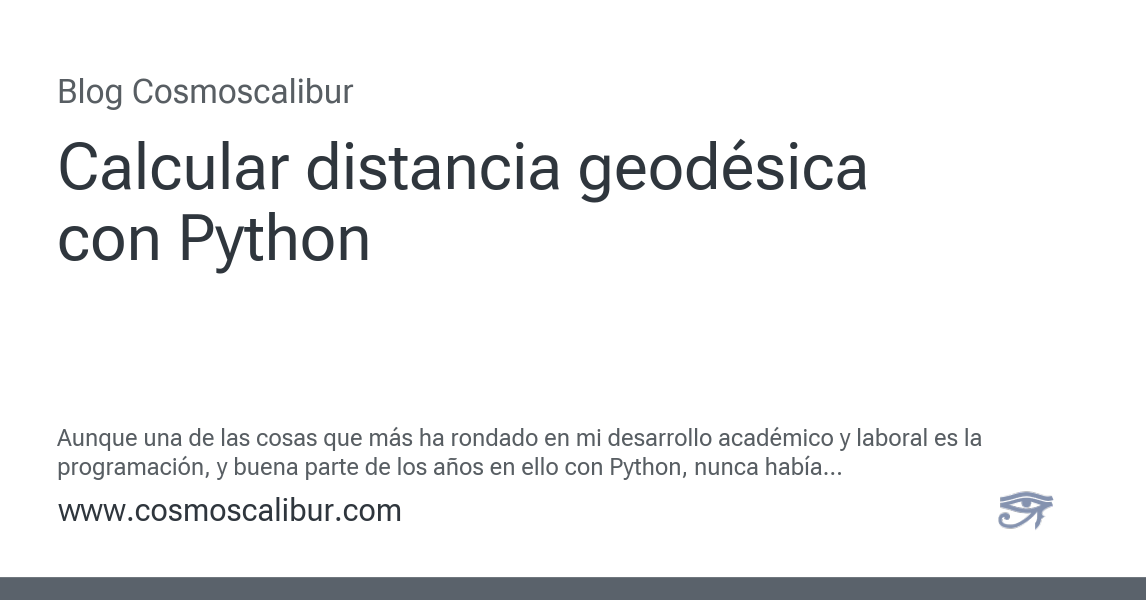 Blog Cosmoscalibur
Calcular distancia geodésica
con Python
Aunque una de las cosas que más ha rondado en mi desarrollo académico y laboral es la
programación, y buena parte de los años en ello con Python, nunca había...
www.cosmoscalibur.com